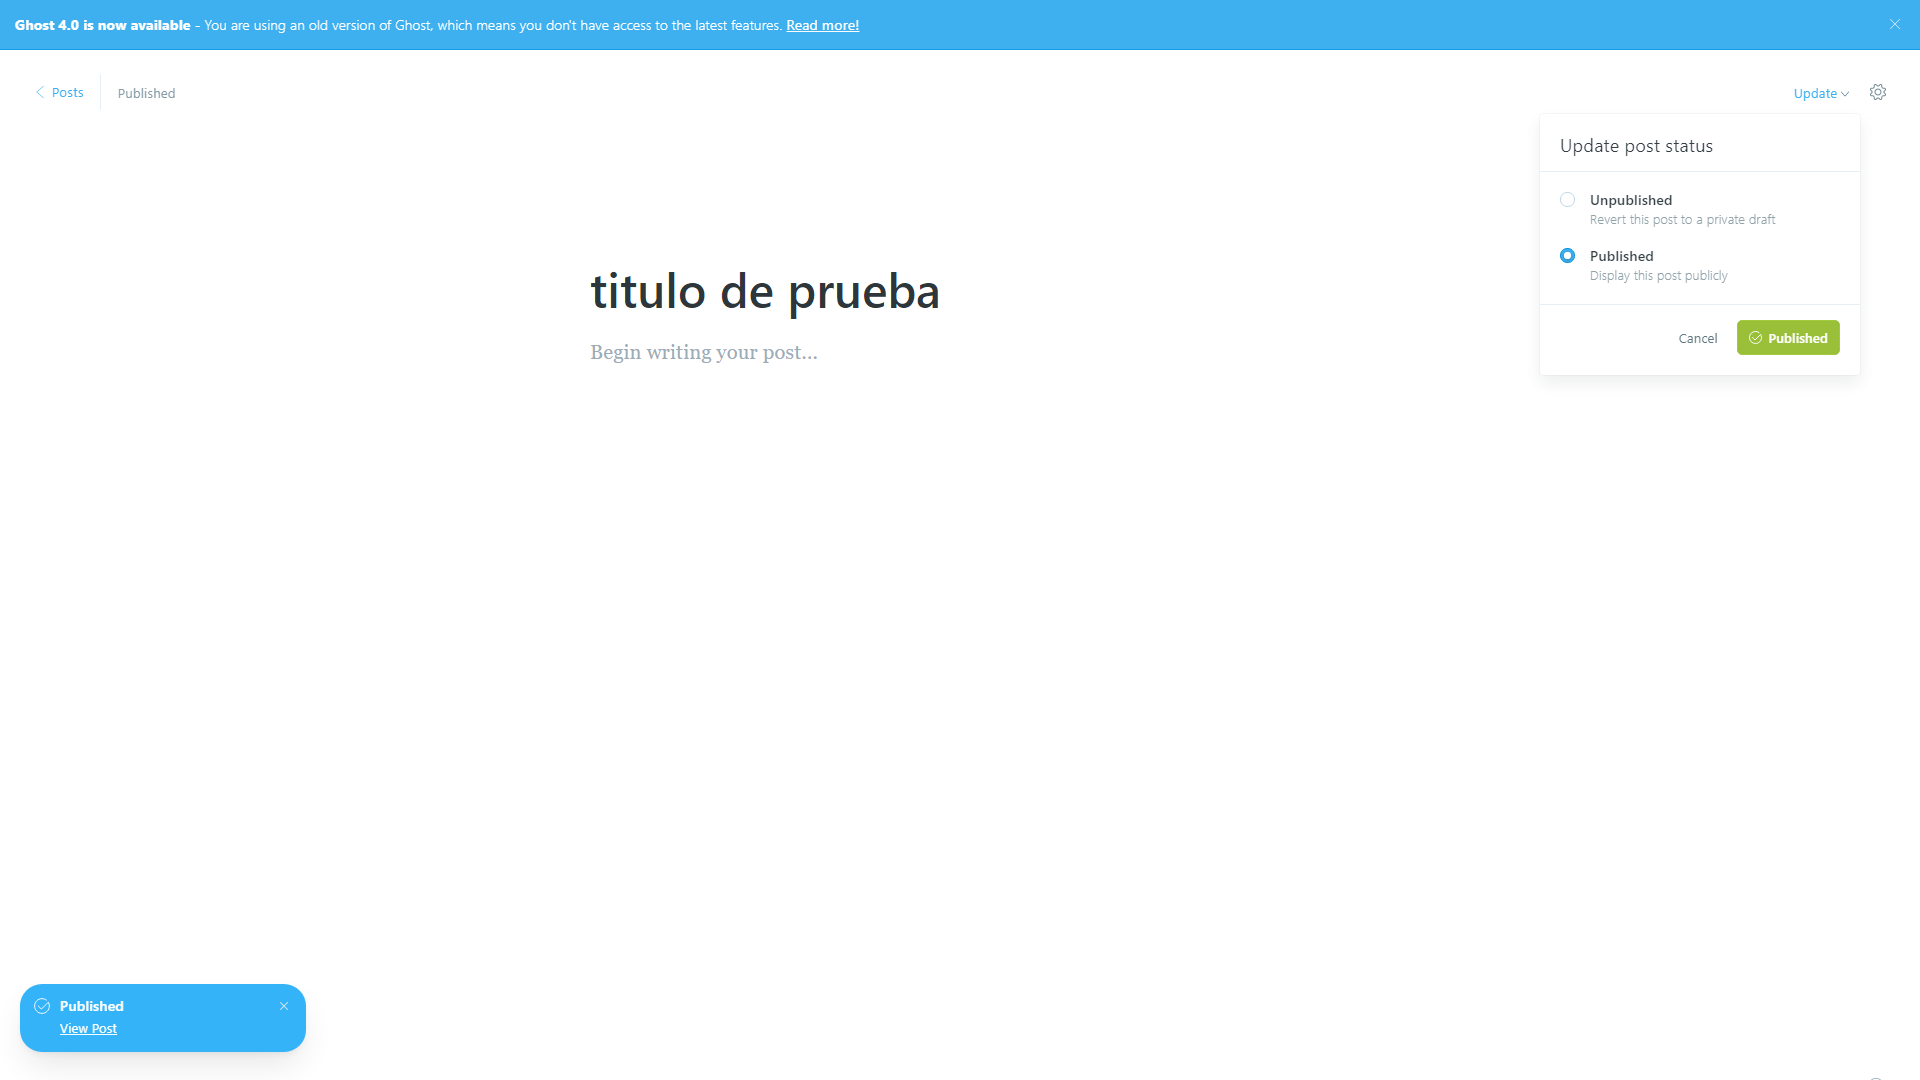 Ghost 4.0 is now available - You are using an old version of Ghost, which means you don't have access to the latest features. Read more!
Posts
Published
Update
Update post status
Unpublished
Revert this post to a private draft
Published
Display this post publicly
Cancel
Published
titulo de prueba
Begin writing your post...
Published
View Post